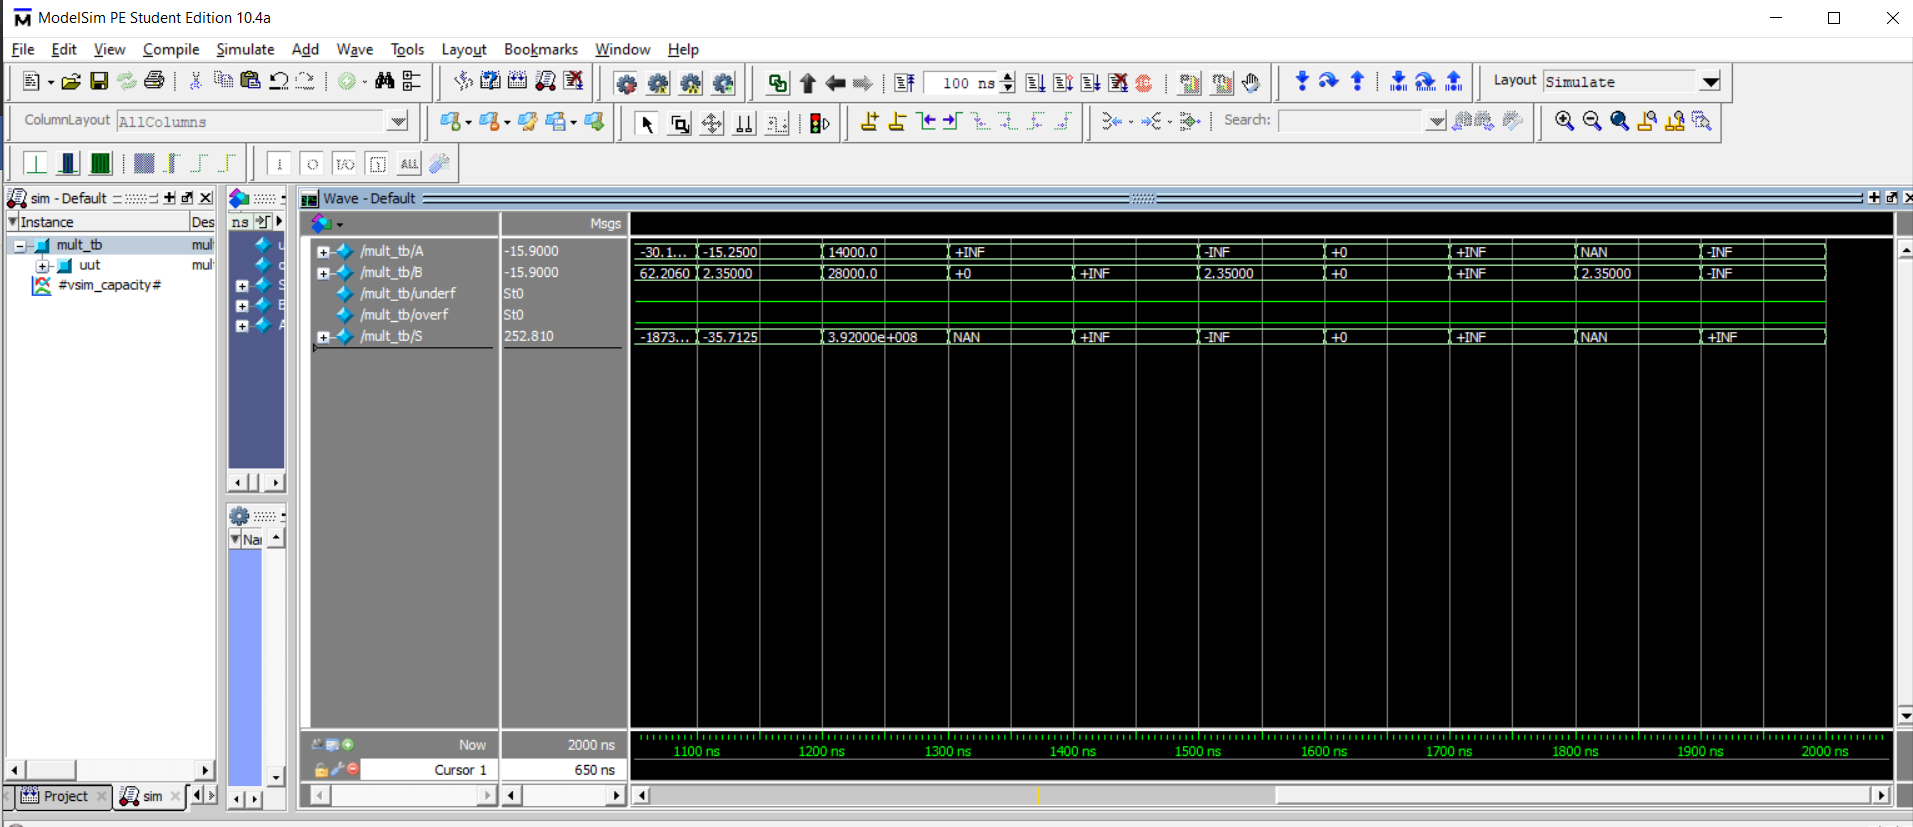 ModelSim PE Student Edition 10.4a
File Edit View Compile Simulate Add Wave Tools Layout Bookmarks Window Help
100 ns Layout Simulate
ColumnLayout AllColumns Search:
I O I/O ALL
sim - Default Wave - Default
Instance Des ns Msgs
mult_tb mul
uut mul
#vsim_capacity#
/mult_tb/A -15.9000 -30.1... -15.2500 14000.0 +INF -INF +0 +INF NAN -INF
/mult_tb/B -15.9000 62.2060 2.35000 28000.0 +0 +INF 2.35000 +0 +INF 2.35000 -INF
/mult_tb/underf St0
/mult_tb/overf St0
/mult_tb/S 252.810 -1873... -35.7125 3.92000e+008 NAN +INF -INF +0 +INF NAN +INF
Nar
Now 2000 ns 1100 ns 1200 ns 1300 ns 1400 ns 1500 ns 1600 ns 1700 ns 1800 ns 1900 ns 2000 ns
Cursor 1 650 ns
Project sim